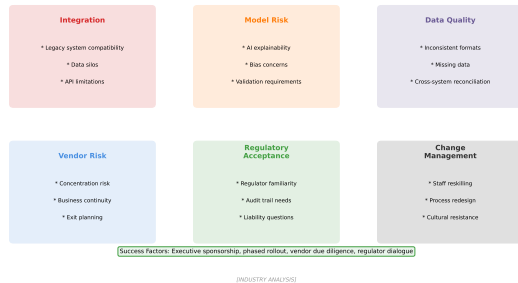 Integration
* Legacy system compatibility
* Data silos
* API limitations
Model Risk
* AI explainability
* Bias concerns
* Validation requirements
Data Quality
* Inconsistent formats
* Missing data
* Cross-system reconciliation
Vendor Risk
* Concentration risk
* Business continuity
* Exit planning
Regulatory
Acceptance
* Regulator familiarity
* Audit trail needs
* Liability questions
Change
Management
* Staff reskilling
* Process redesign
* Cultural resistance
Success Factors: Executive sponsorship, phased rollout, vendor due diligence, regulator dialogue
[INDUSTRY ANALYSIS]